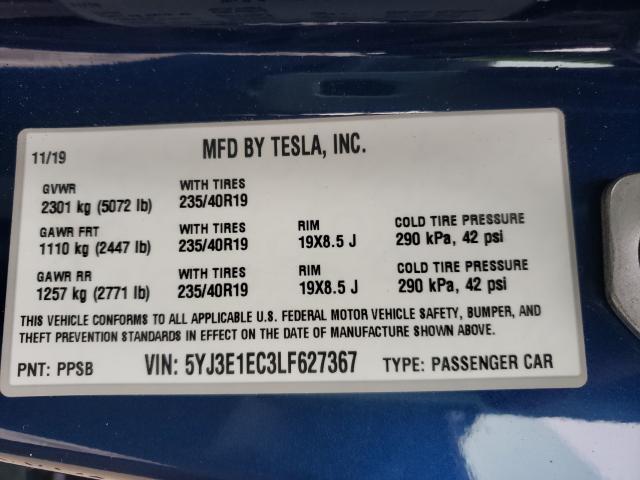 11/19 MFD BY TESLA, INC.
GVWR WITH TIRES
2301 kg (5072 lb) 235/40R19
GAWR FRT WITH TIRES RIM COLD TIRE PRESSURE
1110 kg (2447 lb) 235/40R19 19X8.5 J 290 kPa, 42 psi
GAWR RR WITH TIRES RIM COLD TIRE PRESSURE
1257 kg (2771 lb) 235/40R19 19X8.5 J 290 kPa, 42 psi
THIS VEHICLE CONFORMS TO ALL APPLICABLE U.S. FEDERAL MOTOR VEHICLE SAFETY, BUMPER, AND
THEFT PREVENTION STANDARDS IN EFFECT ON THE DATE OF MANUFACTURE SHOWN ABOVE.
PNT: PPSB VIN: 5YJ3E1EC3LF627367 TYPE: PASSENGER CAR